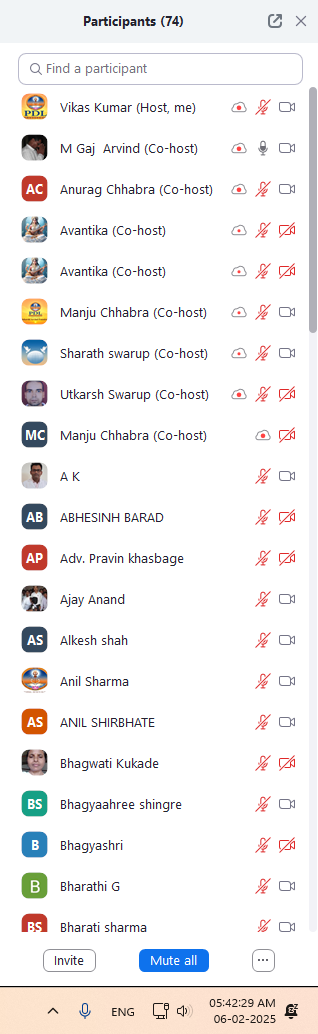 Participants (74)
Find a participant
PDL
Vikas Kumar (Host, me)
M Gaj Arvind (Co-host)
AC
Anurag Chhabra (Co-host)
Avantika (Co-host)
Avantika (Co-host)
PDL
Manju Chhabra (Co-host)
Sharath swarup (Co-host)
Utkarsh Swarup (Co-host)
MC
Manju Chhabra (Co-host)
A K
AB
ABHESINH BARAD
AP
Adv. Pravin khasbage
Ajay Anand
AS
Alkesh shah
Anil Sharma
AS
ANIL SHIRBHATE
Bhagwati Kukade
BS
Bhagyaahree shingre
B
Bhagyashri
B
Bharathi G
BS
Bharati sharma
Invite
Mute all
...
ENG
05:42:29 AM
06-02-2025